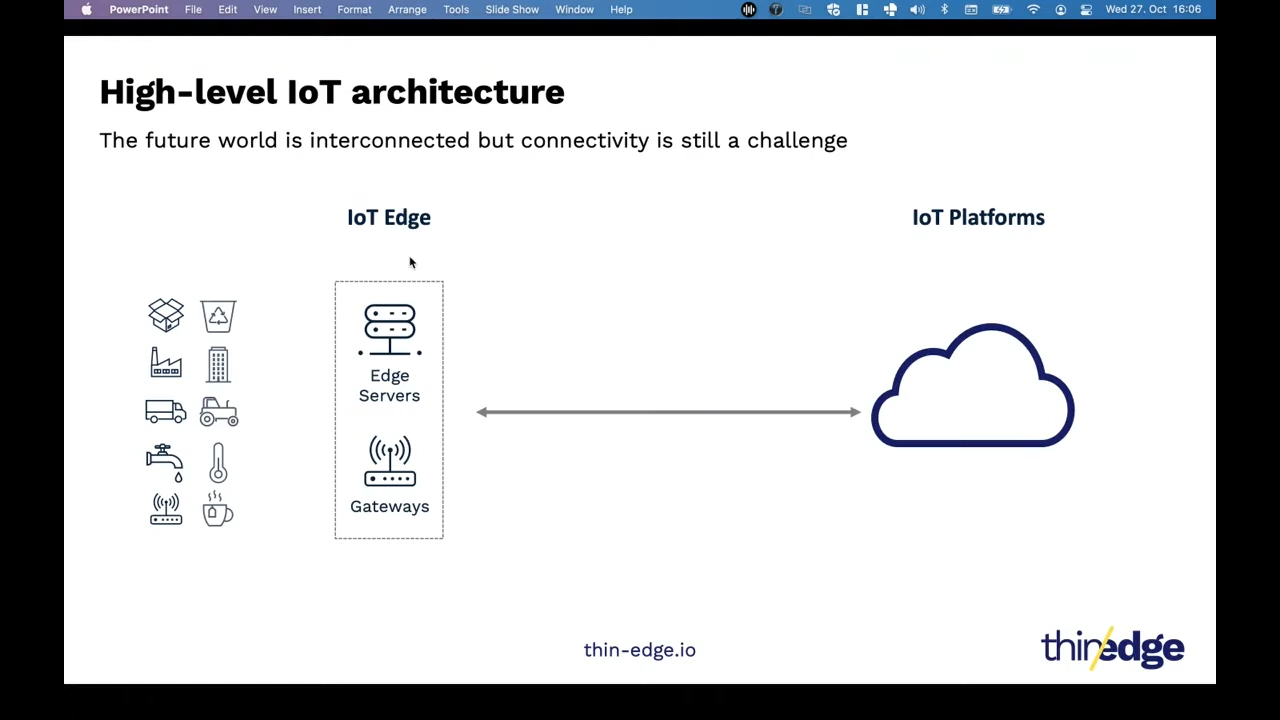 PowerPoint File Edit View Insert Format Arrange Tools Slide Show Window Help Wed 27. Oct 16:06
High-level IoT architecture
The future world is interconnected but connectivity is still a challenge
IoT Edge
IoT Platforms
Edge
Servers
Gateways
thin-edge.io
thin/edge